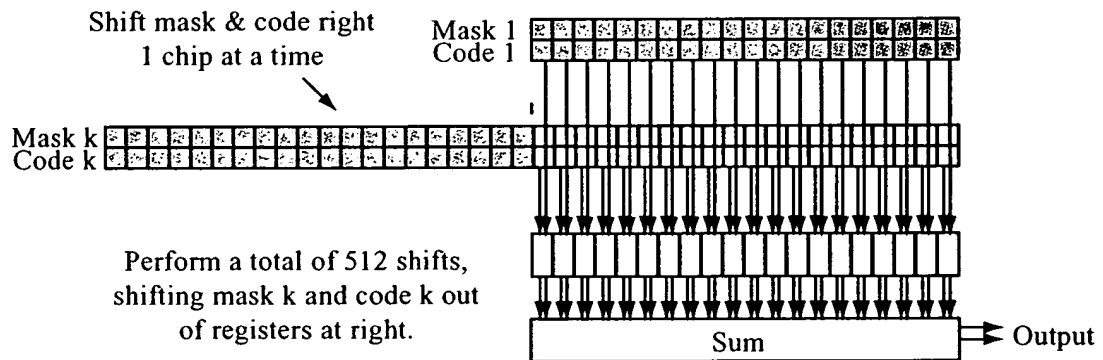 Shift mask & code right
1 chip at a time
Mask 1
Code 1
Mask k
Code k
Perform a total of 512 shifts,
shifting mask k and code k out
of registers at right.
Sum
Output